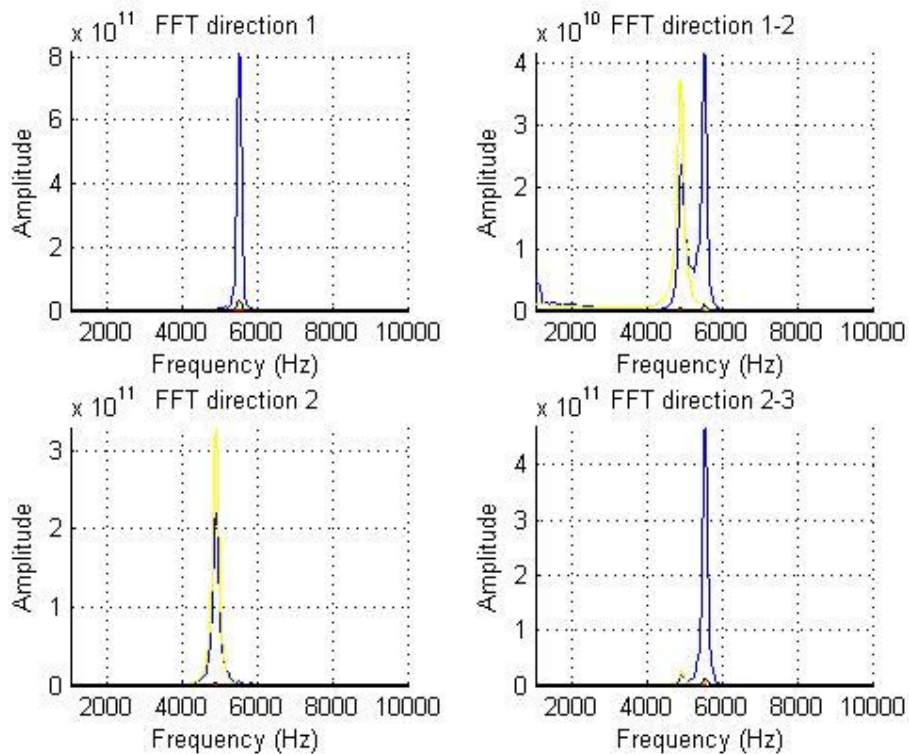 x 10^11 FFT direction 1
8
6
4
2
0
Amplitude
2000 4000 6000 8000 10000
Frequency (Hz)
x 10^10 FFT direction 1-2
4
3
2
1
0
Amplitude
2000 4000 6000 8000 10000
Frequency (Hz)
x 10^11 FFT direction 2
3
2
1
0
Amplitude
2000 4000 6000 8000 10000
Frequency (Hz)
x 10^11 FFT direction 2-3
4
3
2
1
0
Amplitude
2000 4000 6000 8000 10000
Frequency (Hz)